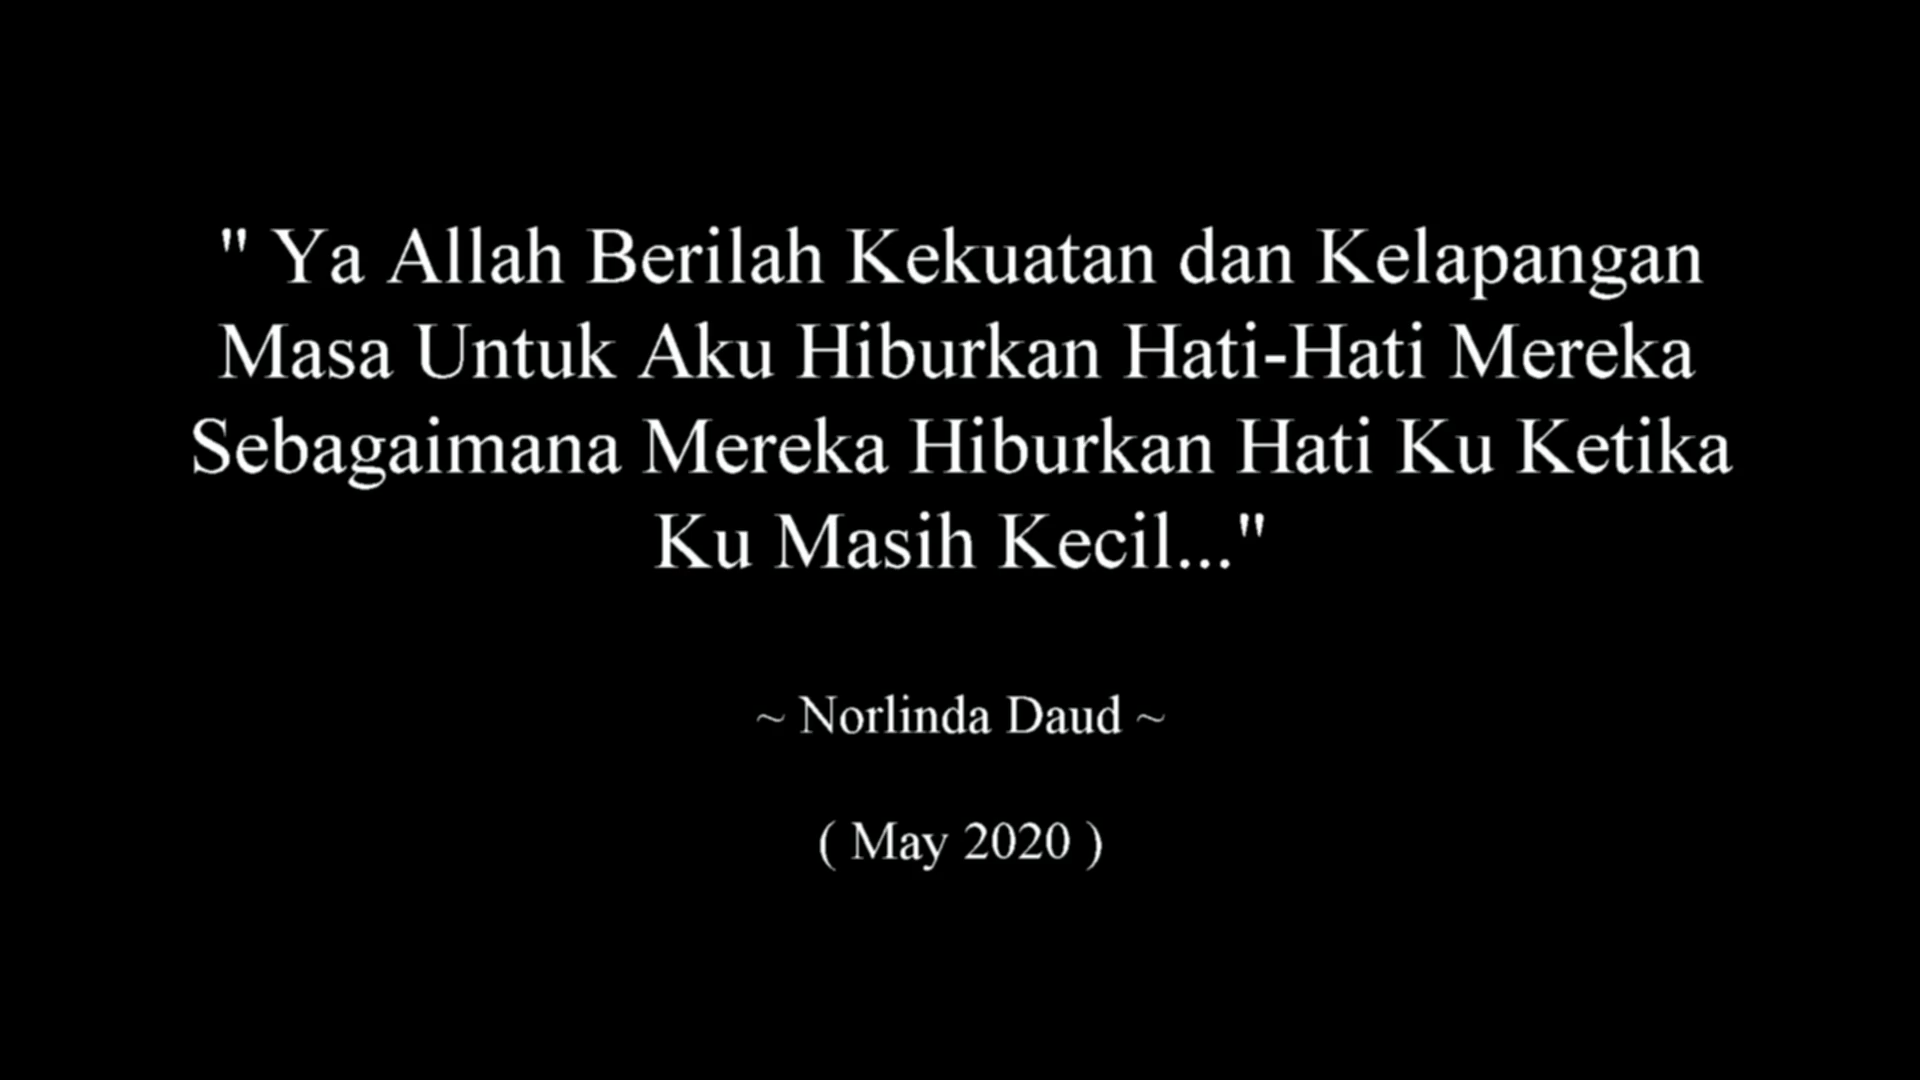 " Ya Allah Berilah Kekuatan dan Kelapangan
Masa Untuk Aku Hiburkan Hati-Hati Mereka
Sebagaimana Mereka Hiburkan Hati Ku Ketika
Ku Masih Kecil..."
~ Norlinda Daud ~
( May 2020 )